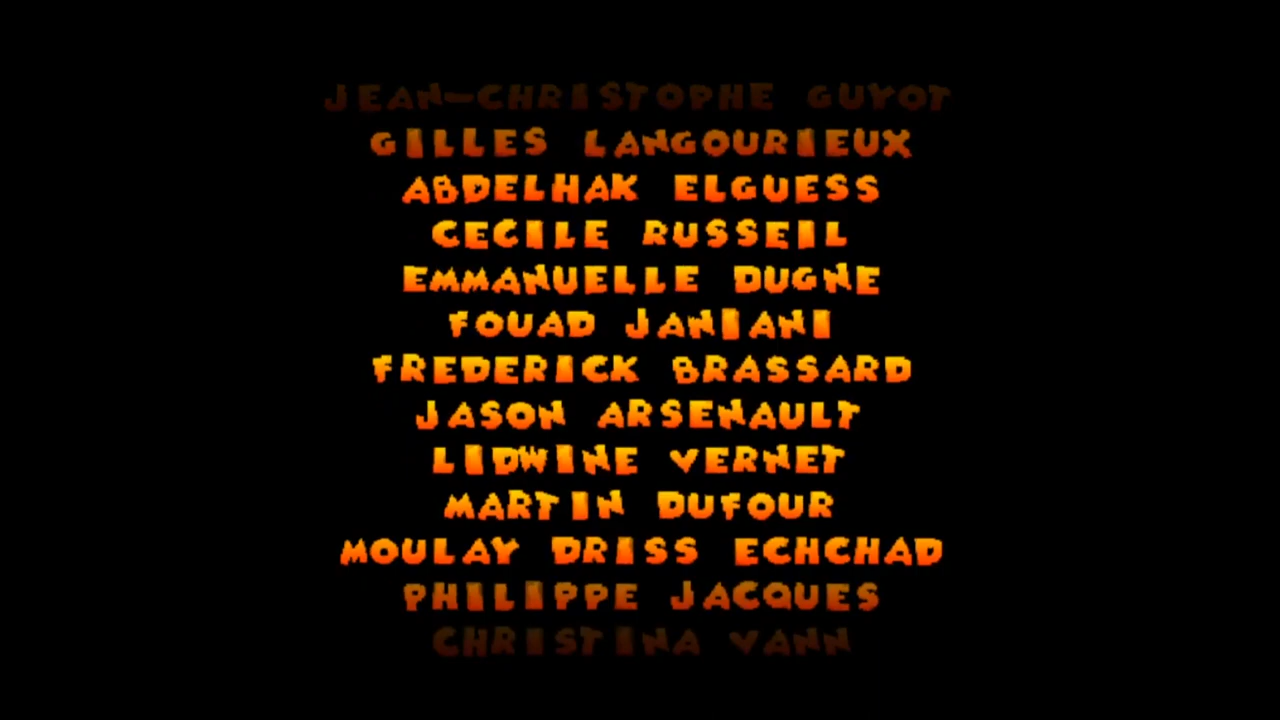 JEAN-CHRISTOPHE GUYOT
GILLES LANGOURIEUX
ABDELHAK ELGUESS
CECILE RUSSEIL
EMMANUELLE DUGNE
FOUAD JANIANI
FREDERICK BRASSARD
JASON ARSENAULT
LIDWINE VERNET
MARTIN DUFOUR
MOULAY DRISS ECHCHAD
PHILIPPE JACQUES
CHRISTINA VANN